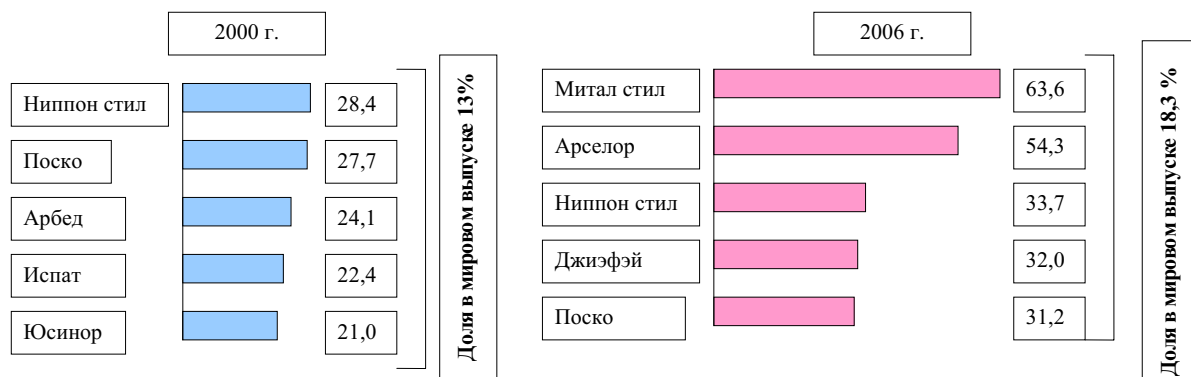 2000 г.
Ниппон стил
28,4
Поско
27,7
Арбед
24,1
Испат
22,4
Юсинор
21,0
Доля в мировом выпуске 13%
2006 г.
Митал стил
63,6
Арселор
54,3
Ниппон стил
33,7
Джиэфэй
32,0
Поско
31,2
Доля в мировом выпуске 18,3 %